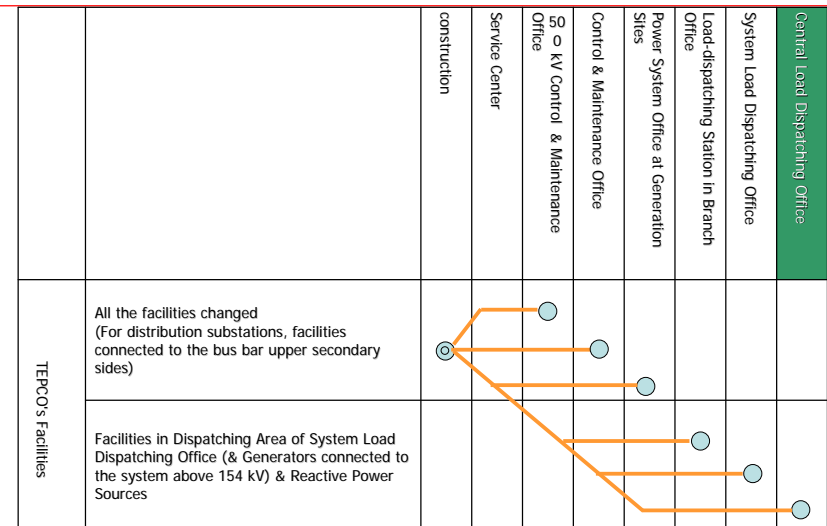 construction
Service Center
50
0 kV Control & Maintenance
Office
Control & Maintenance Office
Power System Office at Generation
Sites
Load-dispatching Station in Branch
Office
System Load Dispatching Office
Central Load Dispatching Office
TEPCO's Facilities
All the facilities changed
(For distribution substations, facilities
connected to the bus bar upper secondary
sides)
Facilities in Dispatching Area of System Load
Dispatching Office (& Generators connected to
the system above 154 kV) & Reactive Power
Sources